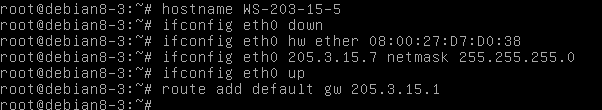 root@debian8-3:~# hostname WS-203-15-5
root@debian8-3:~# ifconfig eth0 down
root@debian8-3:~# ifconfig eth0 hw ether 08:00:27:D7:D0:38
root@debian8-3:~# ifconfig eth0 205.3.15.7 netmask 255.255.255.0
root@debian8-3:~# ifconfig eth0 up
root@debian8-3:~# route add default gw 205.3.15.1
root@debian8-3:~#